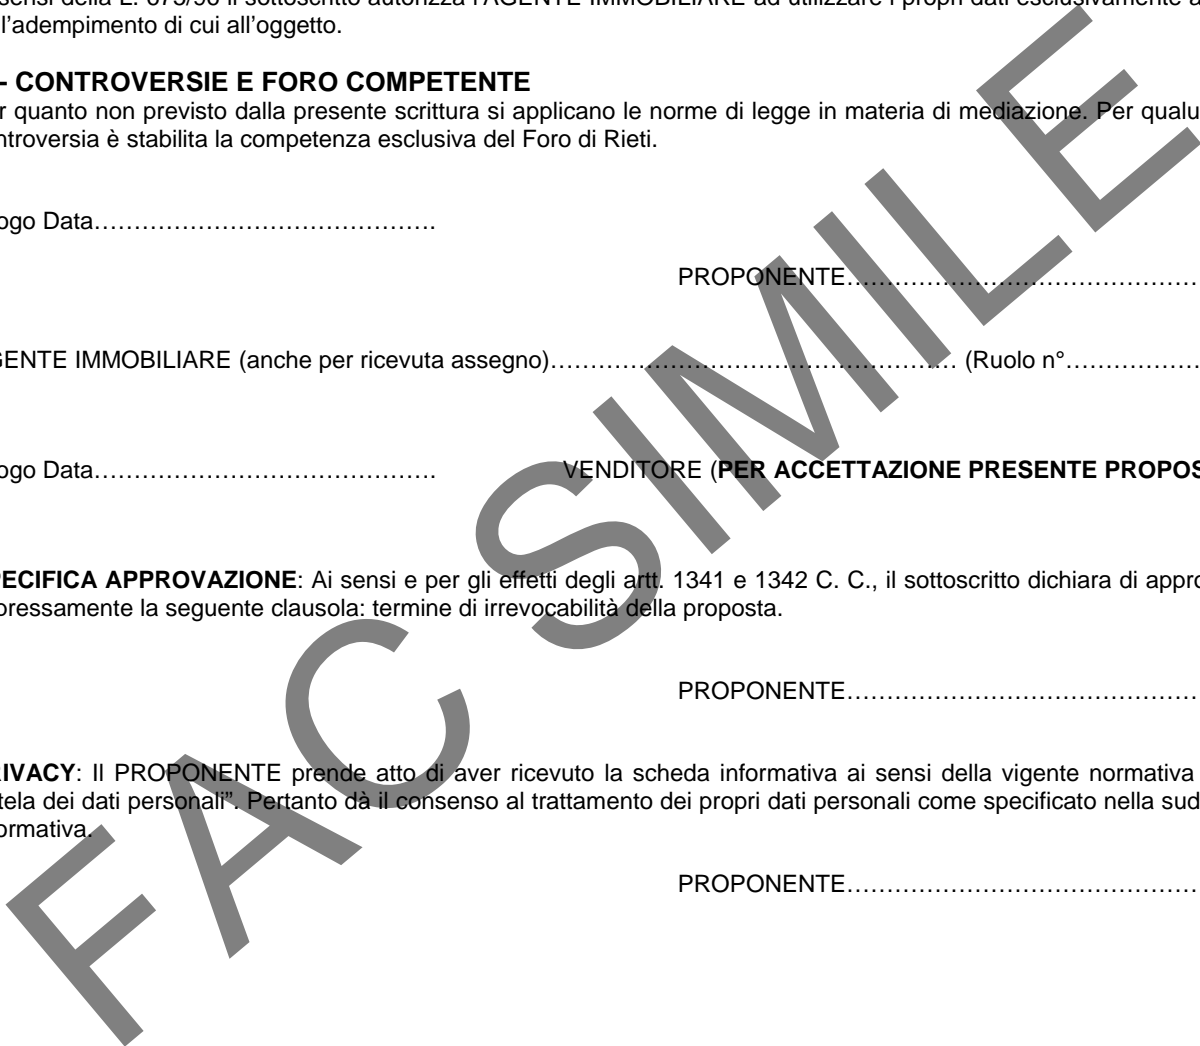 sensi della L. 675/96 il sottoscritto autorizza l'AGENTE IMMOBILIARE ad utilizzare i propri dati esclusivamente a
l'adempimento di cui all'oggetto.
- CONTROVERSIE E FORO COMPETENTE
r quanto non previsto dalla presente scrittura si applicano le norme di legge in materia di mediazione. Per qualu
ntroversia è stabilita la competenza esclusiva del Foro di Rieti.
ogo Data…………………………………….
PROPONENTE……………………………………
GENTE IMMOBILIARE (anche per ricevuta assegno)…………………………………………… (Ruolo n°………………
ogo Data……………………………………. VENDITORE (PER ACCETTAZIONE PRESENTE PROPOS
PECIFICA APPROVAZIONE: Ai sensi e per gli effetti degli artt. 1341 e 1342 C. C., il sottoscritto dichiara di appro
pressamente la seguente clausola: termine di irrevocabilità della proposta.
PROPONENTE……………………………………
RIVACY: Il PROPONENTE prende atto di aver ricevuto la scheda informativa ai sensi della vigente normativa
tela dei dati personali". Pertanto dà il consenso al trattamento dei propri dati personali come specificato nella sud
ormativa.
PROPONENTE……………………………………
FAC SIMILE